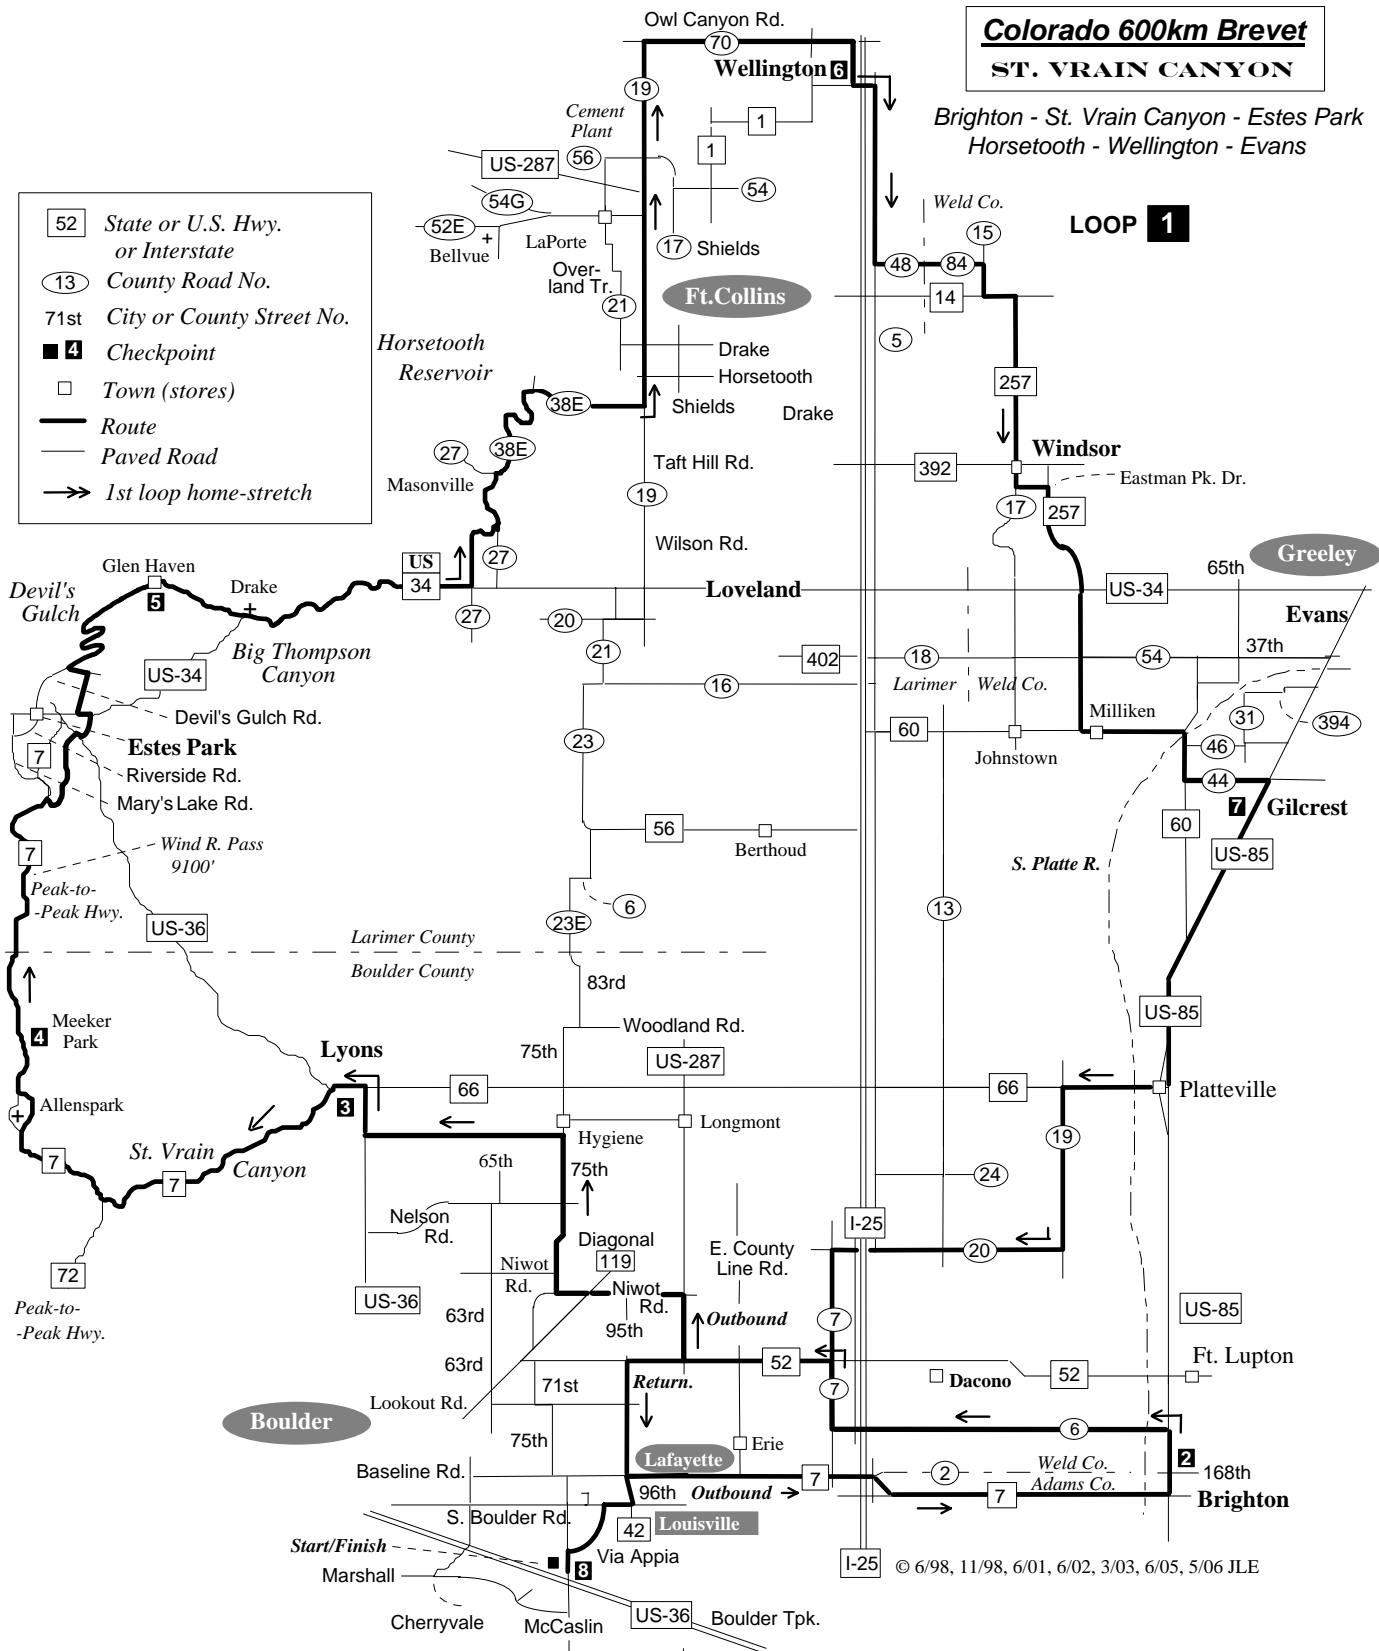 Owl Canyon Rd.
70
Wellington 6
Colorado 600km Brevet
ST. VRAIN CANYON
Brighton - St. Vrain Canyon - Estes Park
Horsetooth - Wellington - Evans
LOOP 1
19
Cement
Plant
56
1
1
US-287
54
54G
52E
Bellvue
LaPorte
17
Shields
Over-
land Tr.
21
Ft.Collins
Weld Co.
15
48
84
14
5
52
State or U.S. Hwy.
or Interstate
13
County Road No.
71st
City or County Street No.
4
Checkpoint
Town (stores)
Route
Paved Road
1st loop home-stretch
Horsetooth
Reservoir
Drake
Horsetooth
Shields
Drake
38E
38E
27
Masonville
Taft Hill Rd.
19
Wilson Rd.
257
Windsor
392
Eastman Pk. Dr.
17
257
Greeley
Glen Haven
5
Devil's
Gulch
Drake
US
34
27
27
Loveland
US-34
65th
Evans
Big Thompson
Canyon
US-34
20
21
402
18
54
37th
Larimer
Weld Co.
16
Devil's Gulch Rd.
Estes Park
7
Riverside Rd.
Mary's Lake Rd.
23
60
Johnstown
Milliken
31
394
46
44
7
Gilcrest
7
Wind R. Pass
9100'
Peak-to-
-Peak Hwy.
56
Berthoud
60
US-85
S. Platte R.
US-36
6
23E
13
Larimer County
Boulder County
83rd
US-85
4
Meeker
Park
Woodland Rd.
75th
US-287
Lyons
3
66
66
Platteville
Allenspark
Hygiene
Longmont
19
St. Vrain
Canyon
7
7
65th
75th
24
Nelson
Rd.
Diagonal
119
E. County
Line Rd.
I-25
20
72
Peak-to-
-Peak Hwy.
US-36
Niwot
Rd.
Niwot
Rd.
63rd
95th
Outbound
7
US-85
63rd
52
Ft. Lupton
71st
Return.
7
Dacono
52
Lookout Rd.
Boulder
75th
Erie
6
Lafayette
2
Baseline Rd.
7
2
Weld Co.
Adams Co.
168th
96th
Outbound
7
Brighton
S. Boulder Rd.
42
Louisville
Start/Finish
8
Via Appia
Marshall
I-25
© 6/98, 11/98, 6/01, 6/02, 3/03, 6/05, 5/06 JLE
Cherryvale
McCaslin
US-36
Boulder Tpk.